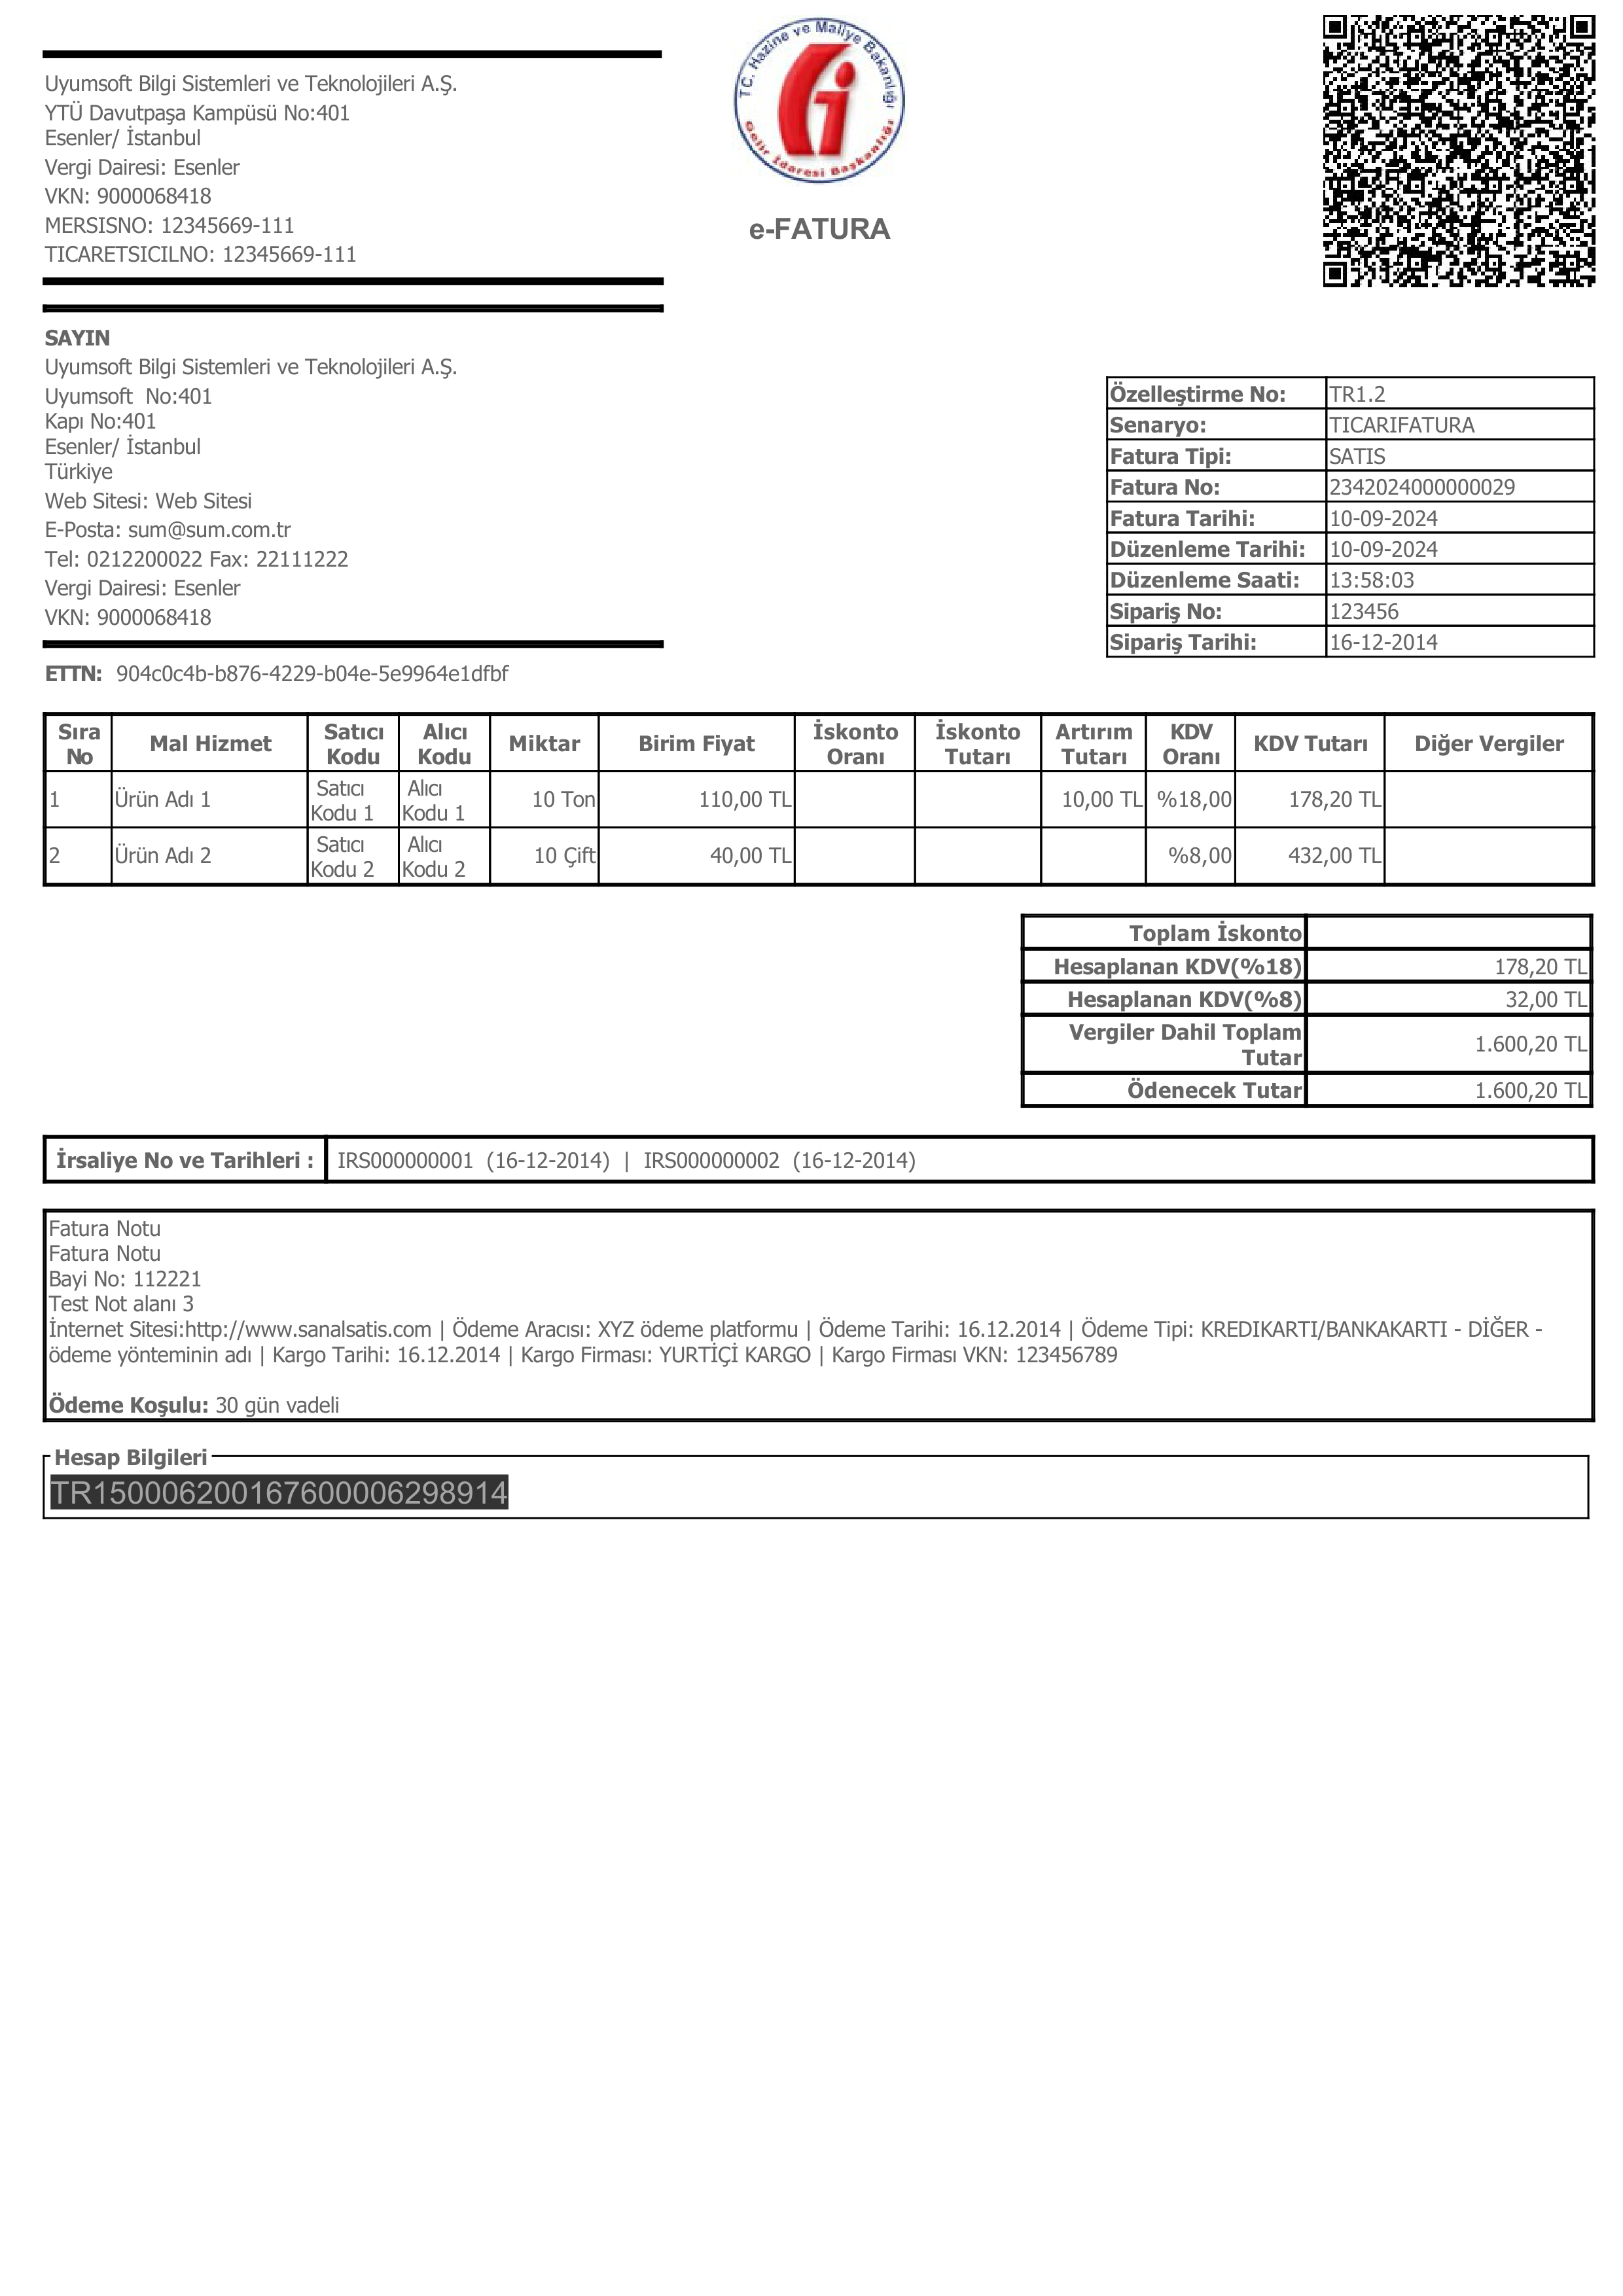 Uyumsoft Bilgi Sistemleri ve Teknolojileri A.Ş.
YTÜ Davutpaşa Kampüsü No:401
Esenler/ İstanbul
Vergi Dairesi: Esenler
VKN: 9000068418
MERSISNO: 12345669-111
TICARETSICILNO: 12345669-111
T.C. Hazine ve Maliye Bakanlığı
Gelir İdaresi Başkanlığı
e-FATURA
SAYIN
Uyumsoft Bilgi Sistemleri ve Teknolojileri A.Ş.
Uyumsoft  No:401
Kapı No:401
Esenler/ İstanbul
Türkiye
Web Sitesi: Web Sitesi
E-Posta: sum@sum.com.tr
Tel: 0212200022 Fax: 22111222
Vergi Dairesi: Esenler
VKN: 9000068418
Özelleştirme No: TR1.2
Senaryo: TICARIFATURA
Fatura Tipi: SATIS
Fatura No: 2342024000000029
Fatura Tarihi: 10-09-2024
Düzenleme Tarihi: 10-09-2024
Düzenleme Saati: 13:58:03
Sipariş No: 123456
Sipariş Tarihi: 16-12-2014
ETTN: 904c0c4b-b876-4229-b04e-5e9964e1dfbf
Sıra No Mal Hizmet Satıcı Kodu Alıcı Kodu Miktar Birim Fiyat İskonto Oranı İskonto Tutarı Artırım Tutarı KDV Oranı KDV Tutarı Diğer Vergiler
1 Ürün Adı 1 Satıcı Kodu 1 Alıcı Kodu 1 10 Ton 110,00 TL 10,00 TL %18,00 178,20 TL
2 Ürün Adı 2 Satıcı Kodu 2 Alıcı Kodu 2 10 Çift 40,00 TL %8,00 432,00 TL
Toplam İskonto
Hesaplanan KDV(%18) 178,20 TL
Hesaplanan KDV(%8) 32,00 TL
Vergiler Dahil Toplam Tutar 1.600,20 TL
Ödenecek Tutar 1.600,20 TL
İrsaliye No ve Tarihleri : IRS000000001 (16-12-2014) | IRS000000002 (16-12-2014)
Fatura Notu
Fatura Notu
Bayi No: 112221
Test Not alanı 3
İnternet Sitesi:http://www.sanalsatis.com | Ödeme Aracısı: XYZ ödeme platformu | Ödeme Tarihi: 16.12.2014 | Ödeme Tipi: KREDIKARTI/BANKAKARTI - DİĞER -
ödeme yönteminin adı | Kargo Tarihi: 16.12.2014 | Kargo Firması: YURTİÇİ KARGO | Kargo Firması VKN: 123456789
Ödeme Koşulu: 30 gün vadeli
Hesap Bilgileri
TR150006200167600006298914